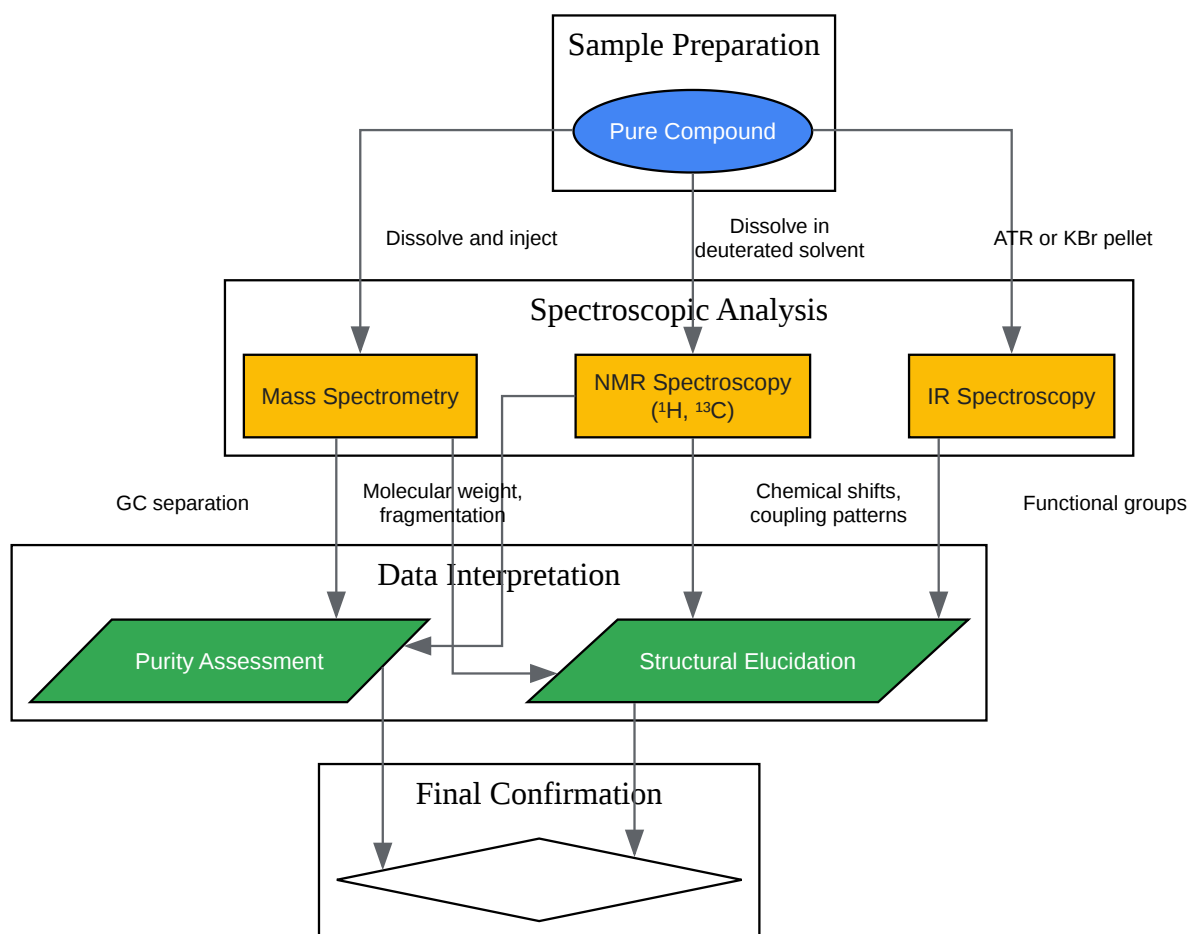 Sample Preparation
Pure Compound
Dissolve and inject
Dissolve in
deuterated solvent
ATR or KBr pellet
Spectroscopic Analysis
Mass Spectrometry
NMR Spectroscopy
(¹H, ¹³C)
IR Spectroscopy
GC separation
Molecular weight,
fragmentation
Chemical shifts,
coupling patterns
Functional groups
Data Interpretation
Purity Assessment
Structural Elucidation
Final Confirmation